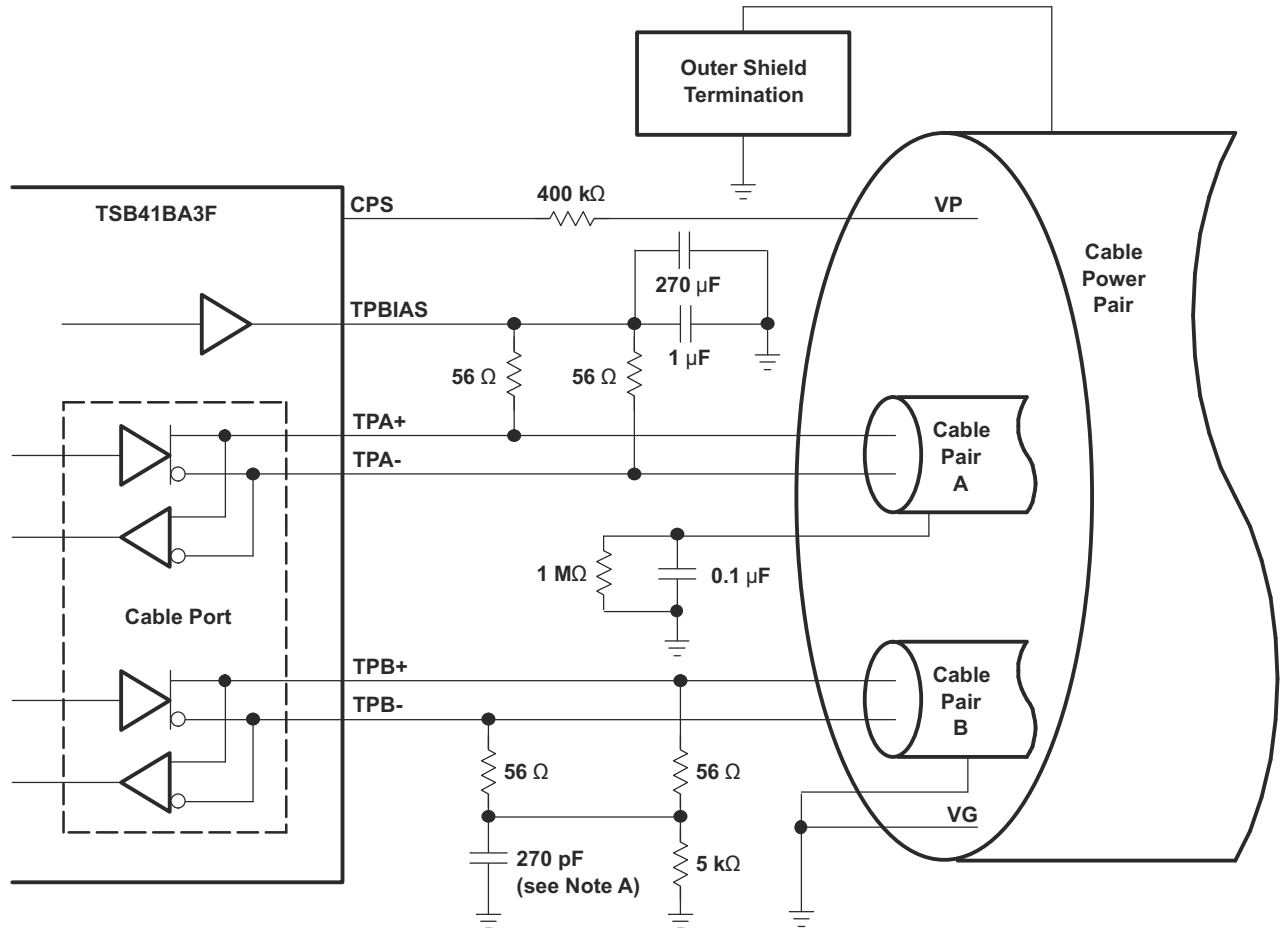 Outer Shield
Termination
TSB41BA3F
CPS
400 kΩ
VP
Cable
Power
Pair
270 µF
TPBIAS
1 µF
56 Ω
56 Ω
TPA+
TPA-
Cable
Pair
A
1 MΩ
0.1 µF
Cable Port
TPB+
TPB-
Cable
Pair
B
56 Ω
56 Ω
VG
270 pF
(see Note A)
5 kΩ